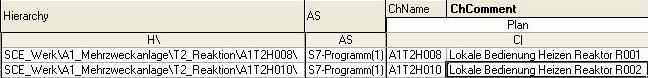 Hierarchy AS ChName ChComment
Plan
H\ AS C|
SCE_Werk\A1_Mehrzweckanlage\T2_Reaktion\A1T2H008\ S7-Programm(1) A1T2H008 Lokale Bedienung Heizen Reaktor R001
SCE_Werk\A1_Mehrzweckanlage\T2_Reaktion\A1T2H010\ S7-Programm(1) A1T2H010 Lokale Bedienung Heizen Reaktor R002